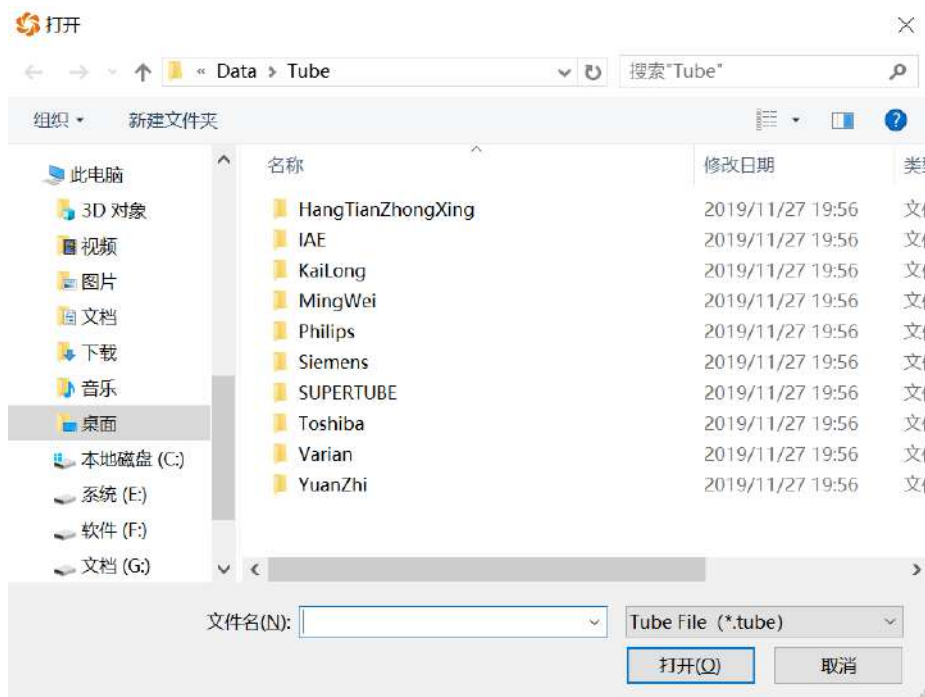 打开
« Data > Tube
搜索"Tube"
组织
新建文件夹
名称
修改日期
此电脑
3D 对象
视频
图片
文档
下载
音乐
桌面
本地磁盘 (C:)
系统 (E:)
软件 (F:)
文档 (G:)
HangTianZhongXing 2019/11/27 19:56
IAE 2019/11/27 19:56
KaiLong 2019/11/27 19:56
MingWei 2019/11/27 19:56
Philips 2019/11/27 19:56
Siemens 2019/11/27 19:56
SUPERTUBE 2019/11/27 19:56
Toshiba 2019/11/27 19:56
Varian 2019/11/27 19:56
YuanZhi 2019/11/27 19:56
文件名(N):
Tube File (*.tube)
打开(O)
取消